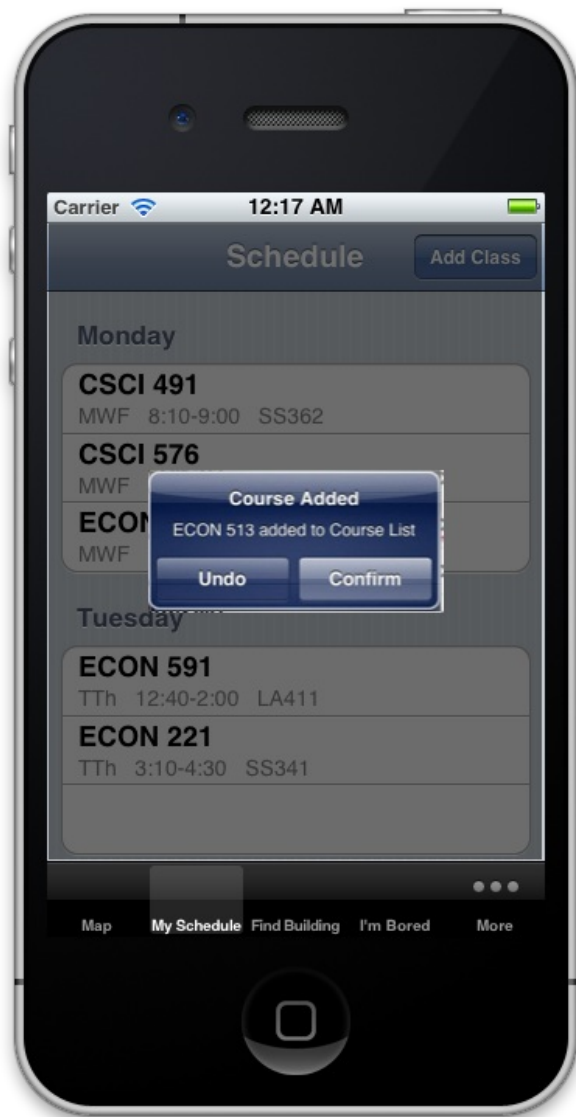 Carrier 12:17 AM
Schedule Add Class
Monday
CSCI 491
MWF 8:10-9:00 SS362
CSCI 576
MWF
ECON
MWF
Course Added
ECON 513 added to Course List
Undo Confirm
Tuesday
ECON 591
TTh 12:40-2:00 LA411
ECON 221
TTh 3:10-4:30 SS341
Map My Schedule Find Building I'm Bored More